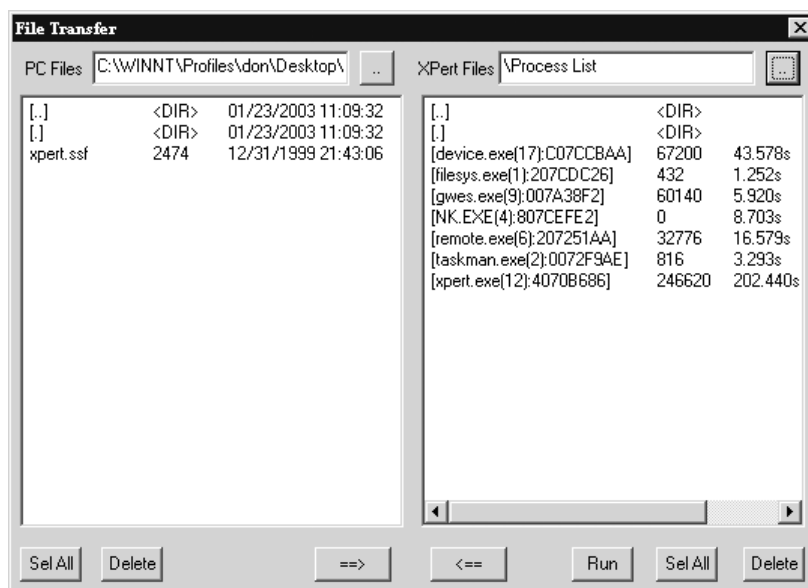 File Transfer
PC Files C:\WINNT\Profiles\don\Desktop\ ..
XPert Files \Process List ..
[..] <DIR> 01/23/2003 11:09:32
[.] <DIR> 01/23/2003 11:09:32
xpert.ssf 2474 12/31/1999 21:43:06
[..] <DIR>
[.] <DIR>
[device.exe(17):C07CCBAA] 67200 43.578s
[filesys.exe(1):207CDC26] 432 1.252s
[gwes.exe(9):007A38F2] 60140 5.920s
[NK.EXE(4):807CEFE2] 0 8.703s
[remote.exe(6):207251AA] 32776 16.579s
[taskman.exe(2):0072F9AE] 816 3.293s
[xpert.exe(12):4070B686] 246620 202.440s
Sel All Delete ==> <== Run Sel All Delete